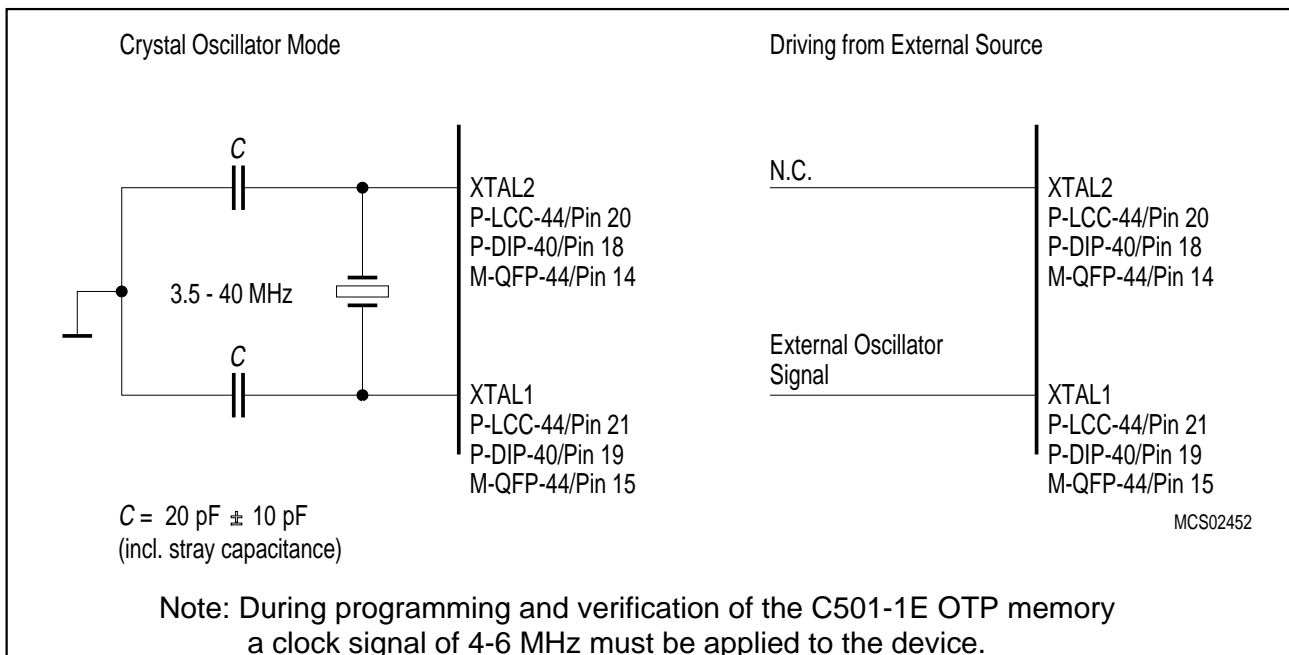 Crystal Oscillator Mode
C
XTAL2
P-LCC-44/Pin 20
P-DIP-40/Pin 18
M-QFP-44/Pin 14
3.5 - 40 MHz
C
XTAL1
P-LCC-44/Pin 21
P-DIP-40/Pin 19
M-QFP-44/Pin 15
C = 20 pF ± 10 pF
(incl. stray capacitance)
Driving from External Source
N.C.
XTAL2
P-LCC-44/Pin 20
P-DIP-40/Pin 18
M-QFP-44/Pin 14
External Oscillator
Signal
XTAL1
P-LCC-44/Pin 21
P-DIP-40/Pin 19
M-QFP-44/Pin 15
MCS02452
Note: During programming and verification of the C501-1E OTP memory
a clock signal of 4-6 MHz must be applied to the device.